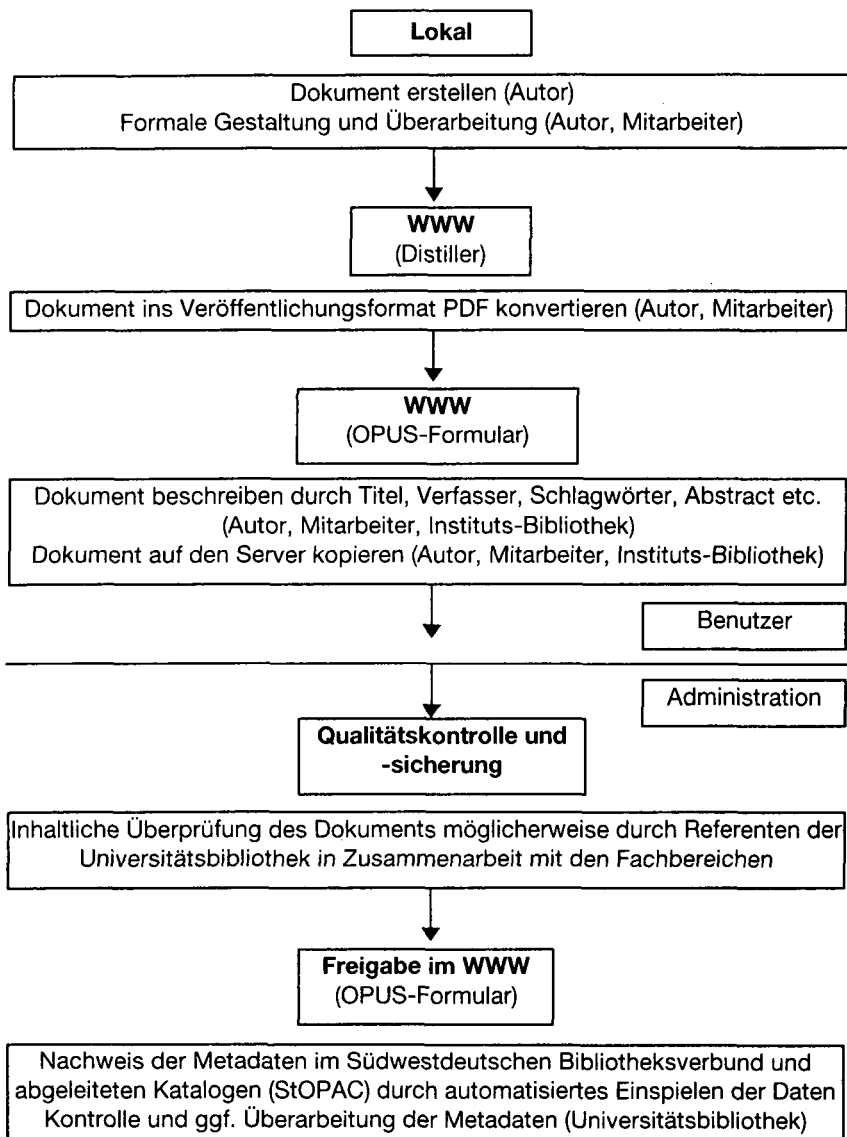 Lokal
Dokument erstellen (Autor)
Formale Gestaltung und Überarbeitung (Autor, Mitarbeiter)
WWW
(Distiller)
Dokument ins Veröffentlichungsformat PDF konvertieren (Autor, Mitarbeiter)
WWW
(OPUS-Formular)
Dokument beschreiben durch Titel, Verfasser, Schlagwörter, Abstract etc.
(Autor, Mitarbeiter, Instituts-Bibliothek)
Dokument auf den Server kopieren (Autor, Mitarbeiter, Instituts-Bibliothek)
Benutzer
Administration
Qualitätskontrolle und
-sicherung
Inhaltliche Überprüfung des Dokuments möglicherweise durch Referenten der
Universitätsbibliothek in Zusammenarbeit mit den Fachbereichen
Freigabe im WWW
(OPUS-Formular)
Nachweis der Metadaten im Südwestdeutschen Bibliotheksverbund und
abgeleiteten Katalogen (StOPAC) durch automatisiertes Einspielen der Daten
Kontrolle und ggf. Überarbeitung der Metadaten (Universitätsbibliothek)